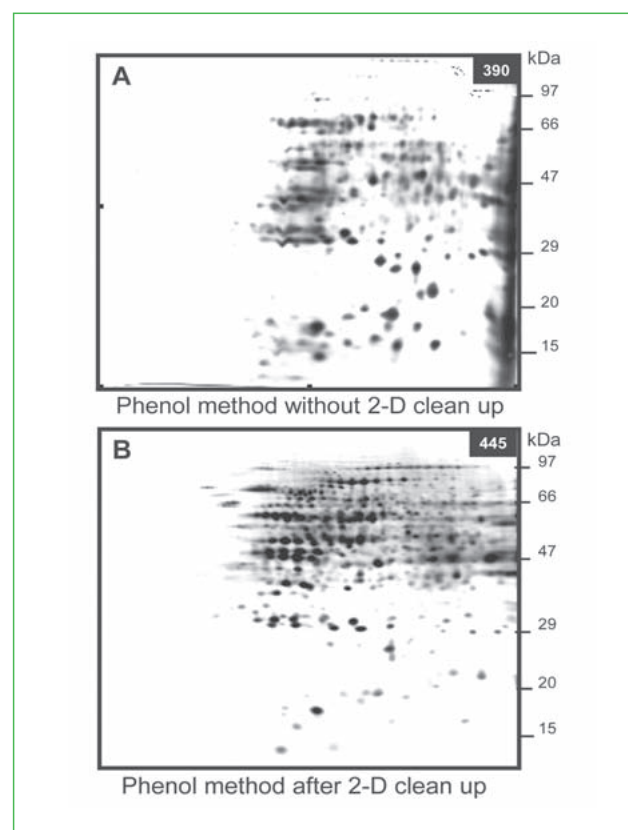 A
390
kDa
97
66
47
29
20
15
Phenol method without 2-D clean up
B
445
kDa
97
66
47
29
20
15
Phenol method after 2-D clean up